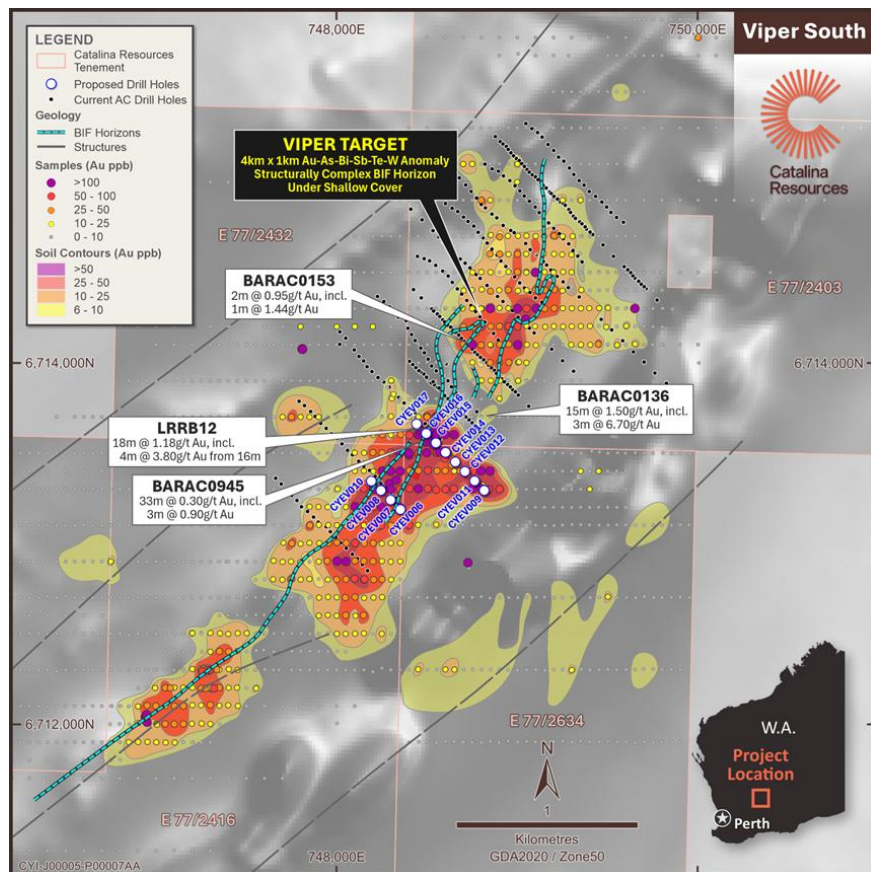 748,000E
750,000E
Viper South
Catalina
Resources
LEGEND
Catalina Resources
Tenement
Proposed Drill Holes
Current AC Drill Holes
Geology
BIF Horizons
Structures
Samples (Au ppb)
>100
50 - 100
25 - 50
10 - 25
0 - 10
Soil Contours (Au ppb)
>50
25 - 50
10 - 25
6 - 10
VIPER TARGET
4km x 1km Au-As-Bi-Sb-Te-W Anomaly
Structurally Complex BIF Horizon
Under Shallow Cover
E 77/2432
E 77/2403
BARAC0153
2m @ 0.95g/t Au, incl.
1m @ 1.44g/t Au
6,714,000N
6,714,000N
BARAC0136
15m @ 1.50g/t Au, incl.
3m @ 6.70g/t Au
LRRB12
18m @ 1.18g/t Au, incl.
4m @ 3.80g/t Au from 16m
BARAC0945
33m @ 0.30g/t Au, incl.
3m @ 0.90g/t Au
CYEV017
CYEV016
CYEV015
CYEV014
CYEV013
CYEV012
CYEV011
CYEV009
CYEV010
CYEV008
CYEV007
CYEV006
6,712,000N
E 77/2634
E 77/2416
N
1
Kilometres
GDA2020 / Zone50
W.A.
Project
Location
Perth
748,000E
CYI-J00005-P00007AA